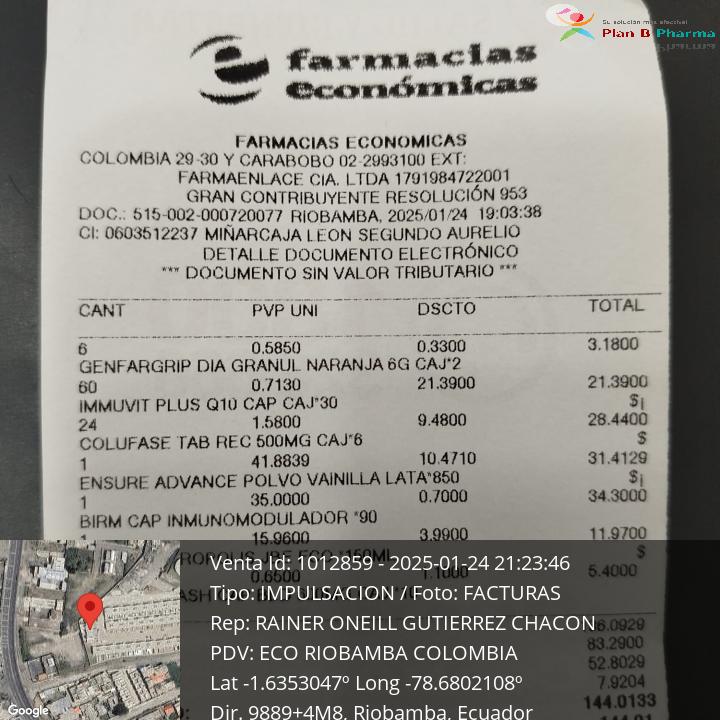 Su solución más efectiva!
Plan B Pharma
farmacias
económicas
FARMACIAS ECONOMICAS
COLOMBIA 29-30 Y CARABOBO 02-2993100 EXT:
FARMAENLACE CIA. LTDA 1791984722001
GRAN CONTRIBUYENTE RESOLUCIÓN 953
DOC.: 515-002-000720077 RIOBAMBA, 2025/01/24 19:03:38
CI: 0603512237 MIÑARCAJA LEON SEGUNDO AURELIO
DETALLE DOCUMENTO ELECTRÓNICO
*** DOCUMENTO SIN VALOR TRIBUTARIO ***
CANT PVP UNI DSCTO TOTAL
6 0.5850 0.3300 3.1800
GENFARGRIP DIA GRANUL NARANJA 6G CAJ*2
60 0.7130 21.3900 21.3900
IMMUVIT PLUS Q10 CAP CAJ*30 $¡
24 1.5800 9.4800 28.4400
COLUFASE TAB REC 500MG CAJ*6 $
1 41.8839 10.4710 31.4129
ENSURE ADVANCE POLVO VAINILLA LATA*850 $¡
1 35.0000 0.7000 34.3000
BIRM CAP INMUNOMODULADOR *90
1 15.9600 3.9900 11.9700
$
0.6500 1.1000 5.4000
83.2900
52.8029
7.9204
144.0133
Venta Id: 1012859 - 2025-01-24 21:23:46
Tipo: IMPULSACION / Foto: FACTURAS
Rep: RAINER ONEILL GUTIERREZ CHACON
PDV: ECO RIOBAMBA COLOMBIA
Lat -1.6353047º Long -78.6802108º
Dir. 9889+4M8, Riobamba, Ecuador
Google